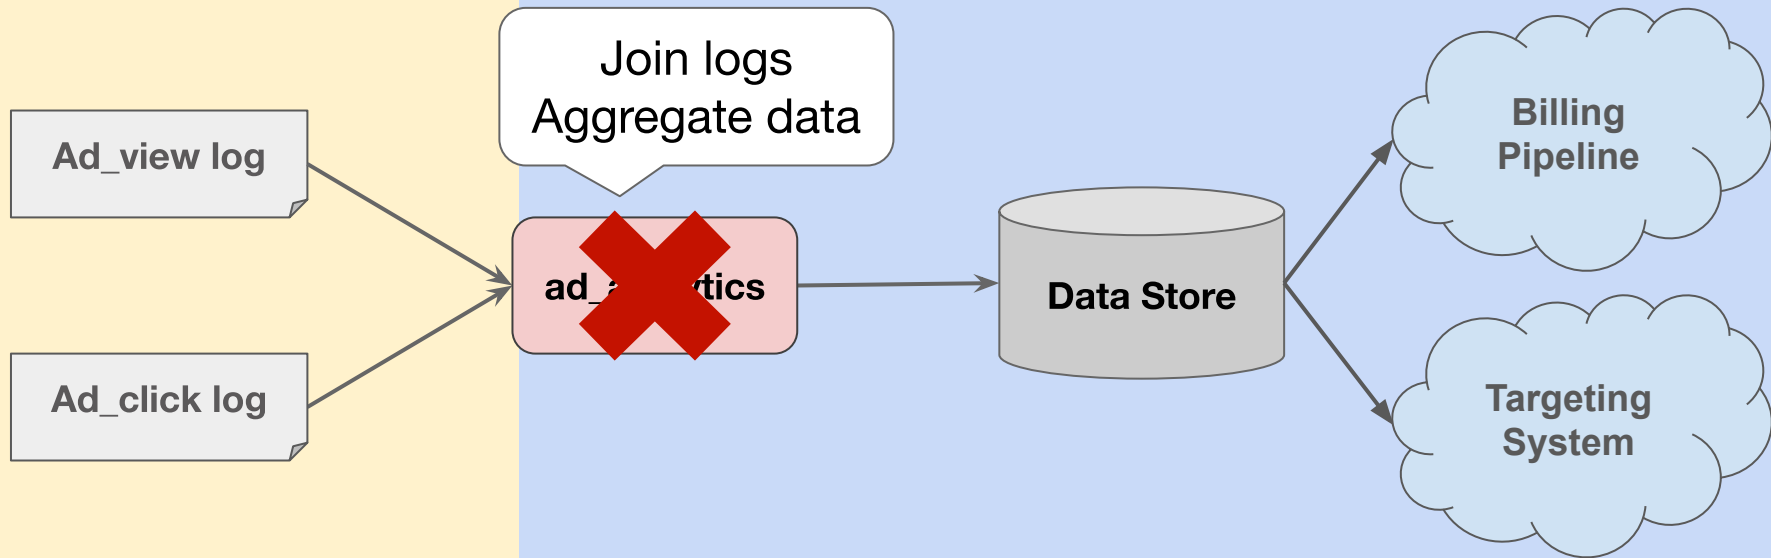 Join logs
Aggregate data
Ad_view log
Ad_click log
Data Store
Billing
Pipeline
Targeting
System